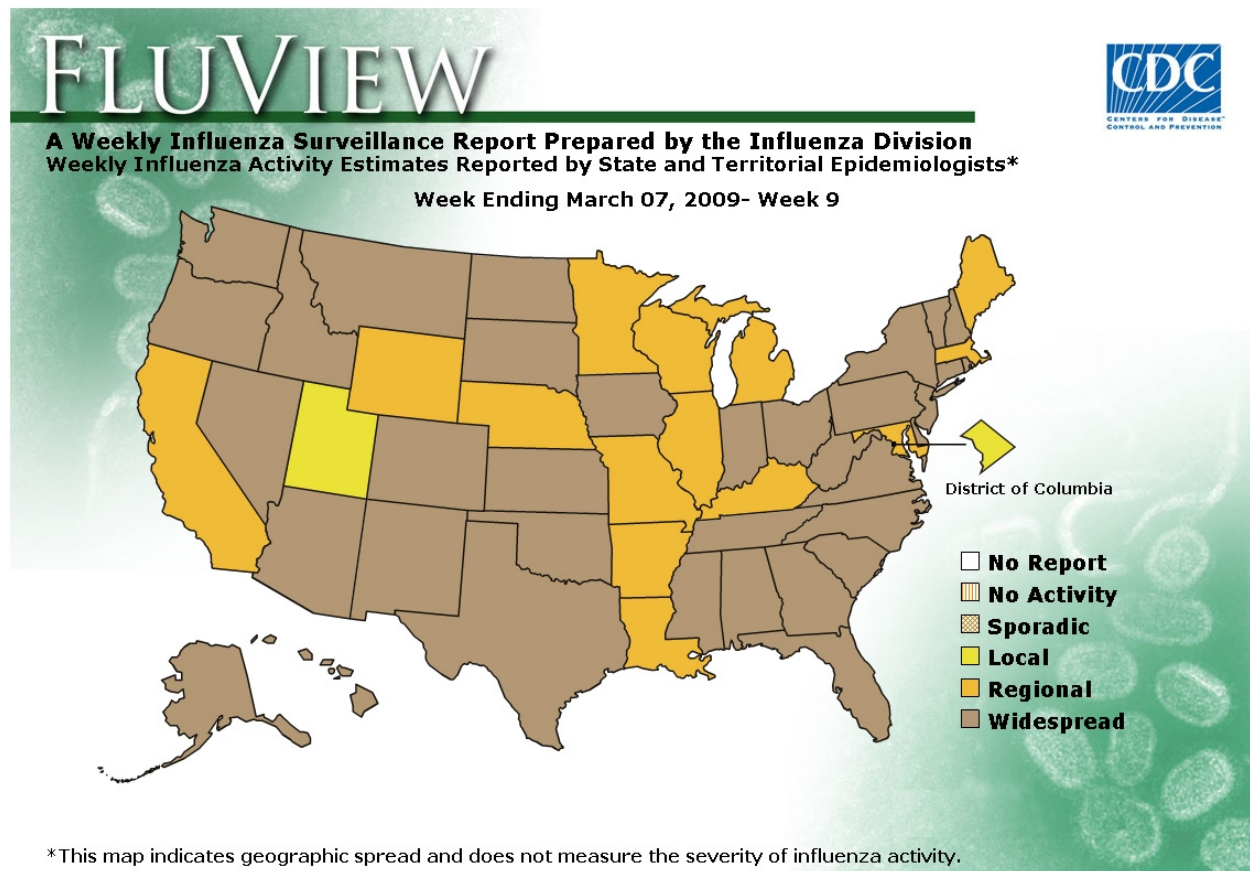 FLUVIEW
CDC
CENTERS FOR DISEASE™
CONTROL AND PREVENTION
A Weekly Influenza Surveillance Report Prepared by the Influenza Division
Weekly Influenza Activity Estimates Reported by State and Territorial Epidemiologists*
Week Ending March 07, 2009- Week 9
District of Columbia
No Report
No Activity
Sporadic
Local
Regional
Widespread
*This map indicates geographic spread and does not measure the severity of influenza activity.